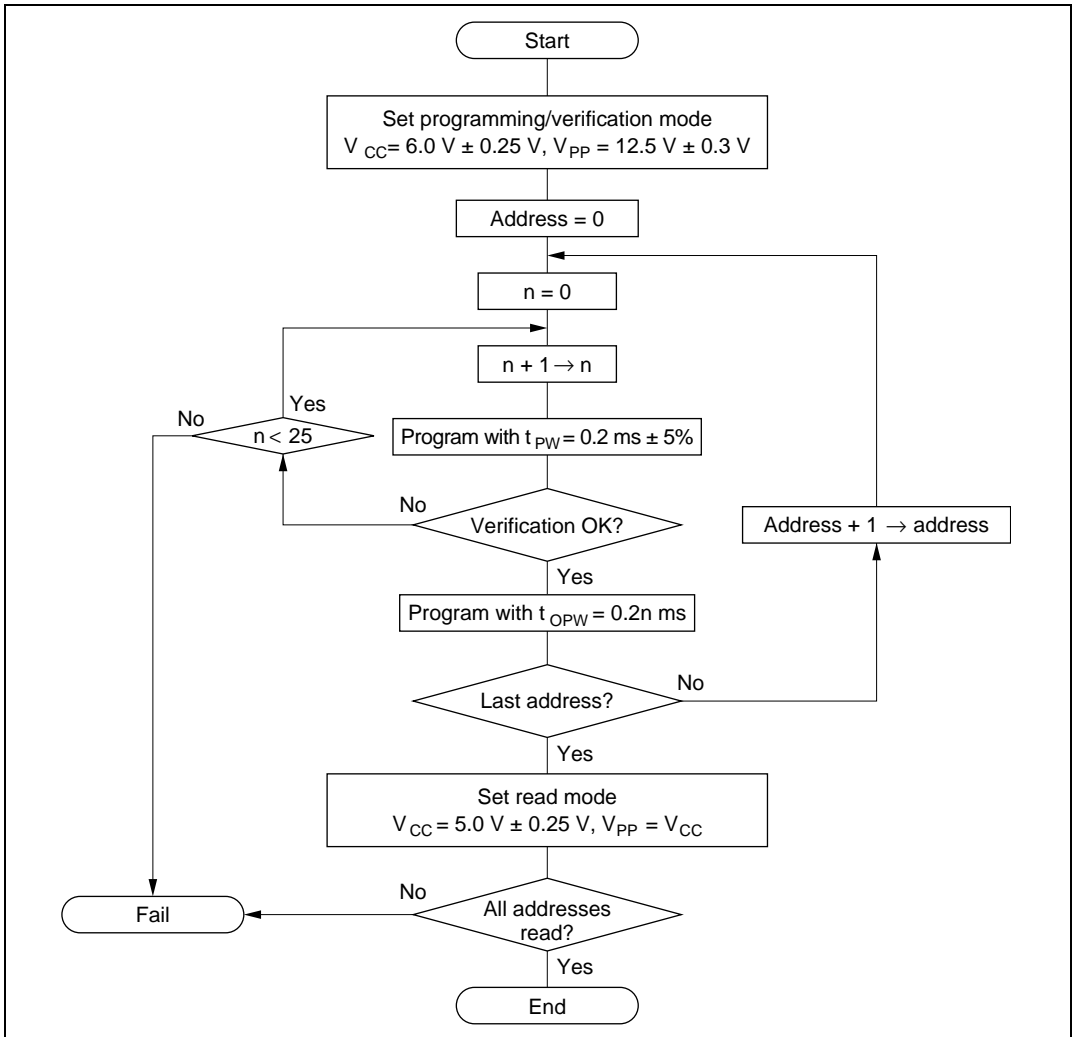 Start
Set programming/verification mode
V CC = 6.0 V ± 0.25 V, VPP = 12.5 V ± 0.3 V
Address = 0
n = 0
n + 1 → n
Yes
No
n < 25
Program with t PW = 0.2 ms ± 5%
No
Verification OK?
Address + 1 → address
Yes
Program with t OPW = 0.2n ms
No
Last address?
Yes
Set read mode
V CC = 5.0 V ± 0.25 V, VPP = VCC
No
Fail
All addresses
read?
Yes
End